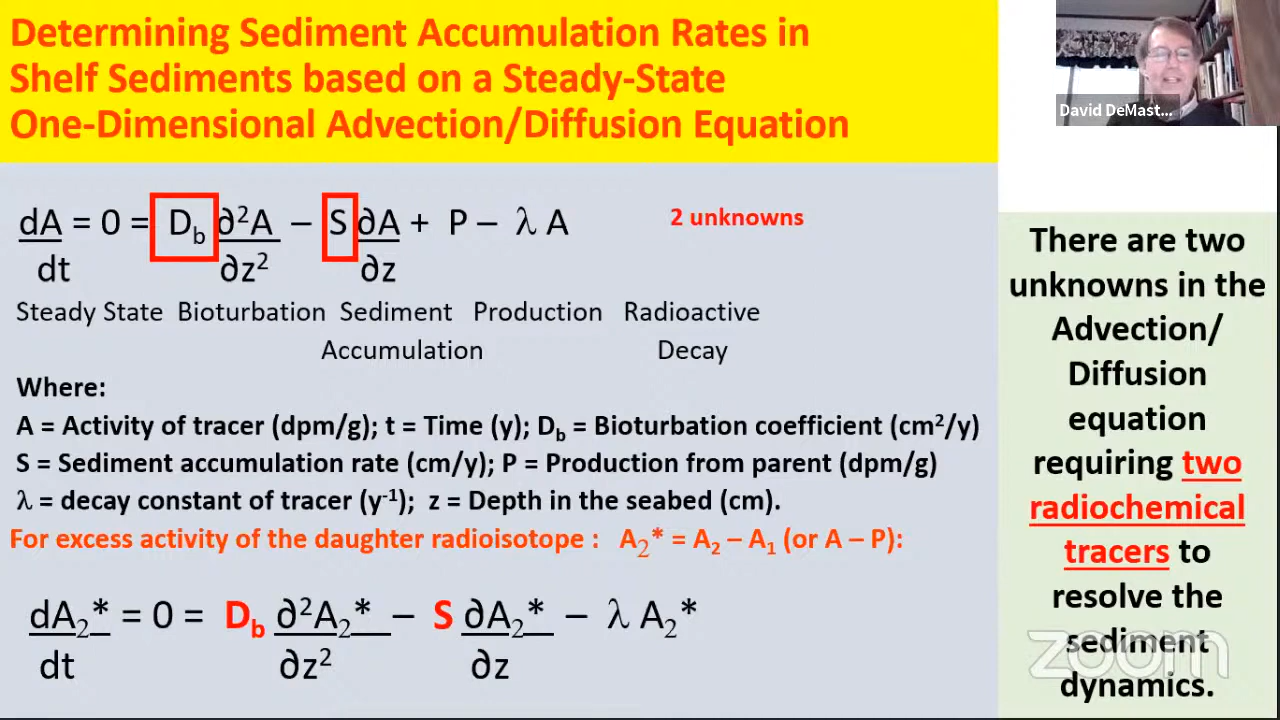 Determining Sediment Accumulation Rates in
Shelf Sediments based on a Steady-State
One-Dimensional Advection/Diffusion Equation
David DeMast...
dA = 0 = D_b ∂²A – S ∂A + P – λ A
dt ∂z² ∂z
2 unknowns
Steady State Bioturbation Sediment Production Radioactive
Accumulation Decay
Where:
A = Activity of tracer (dpm/g); t = Time (y); D_b = Bioturbation coefficient (cm²/y)
S = Sediment accumulation rate (cm/y); P = Production from parent (dpm/g)
λ = decay constant of tracer (y⁻¹); z = Depth in the seabed (cm).
For excess activity of the daughter radioisotope : A₂* = A₂ – A₁ (or A – P):
dA₂* = 0 = D_b ∂²A₂* – S ∂A₂* – λ A₂*
dt ∂z² ∂z
There are two
unknowns in the
Advection/
Diffusion
equation
requiring two
radiochemical
tracers to
resolve the
sediment
dynamics.
zoom